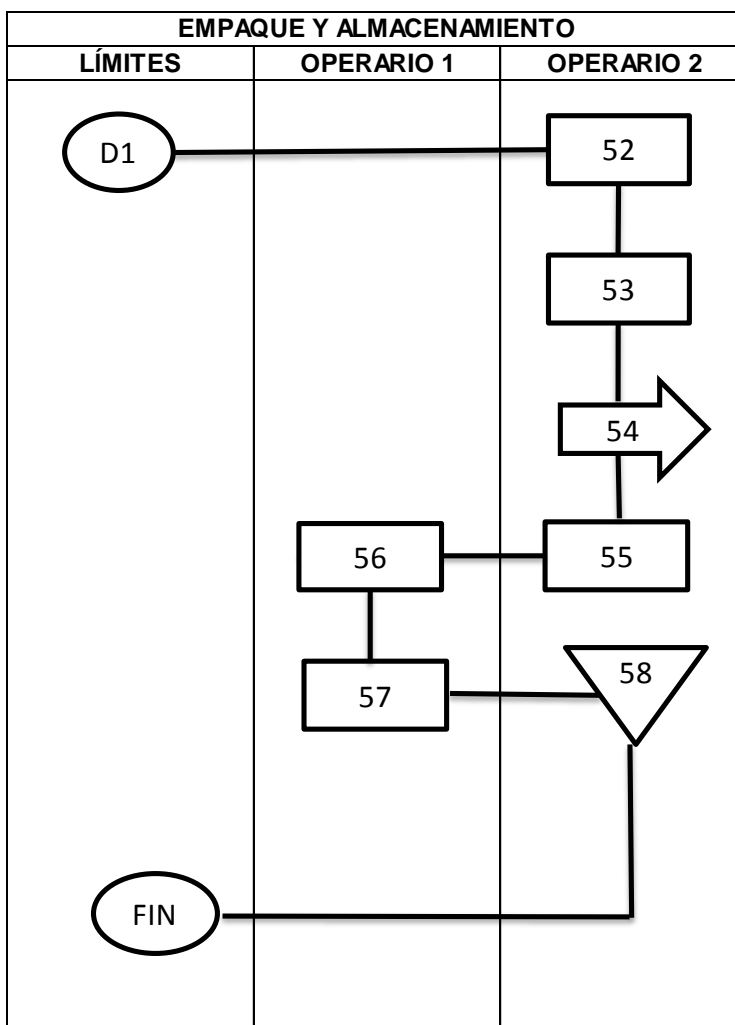 EMPAQUE Y ALMACENAMIENTO
LÍMITES OPERARIO 1 OPERARIO 2
D1 52
53
54
56 55
57 58
FIN